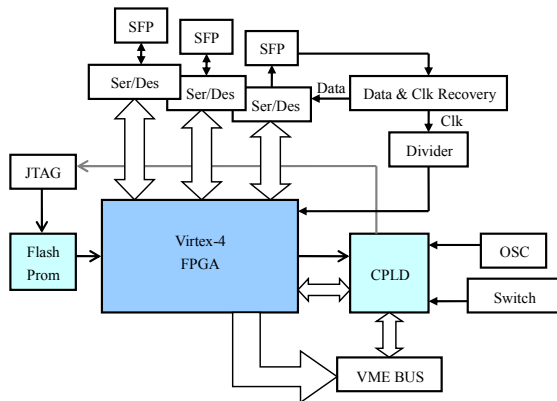 SFP
SFP
SFP
Ser/Des
Ser/Des
Ser/Des
Data
Data & Clk Recovery
Clk
Divider
JTAG
Flash
Prom
Virtex-4
FPGA
CPLD
OSC
Switch
VME BUS